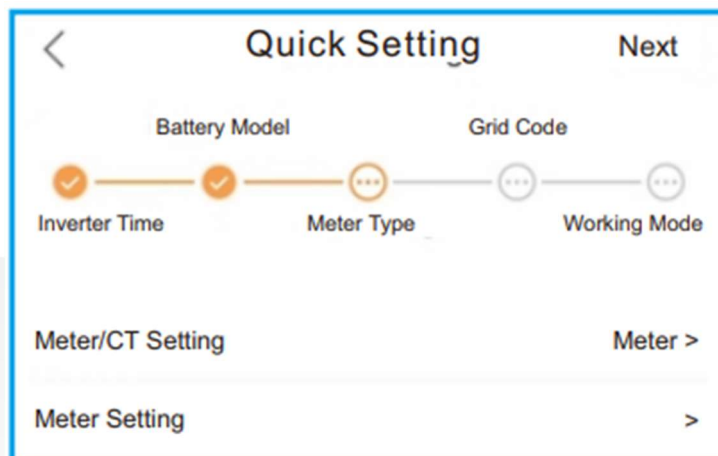 Quick Setting Next
Battery Model Grid Code
Inverter Time Meter Type Working Mode
Meter/CT Setting Meter >
Meter Setting >